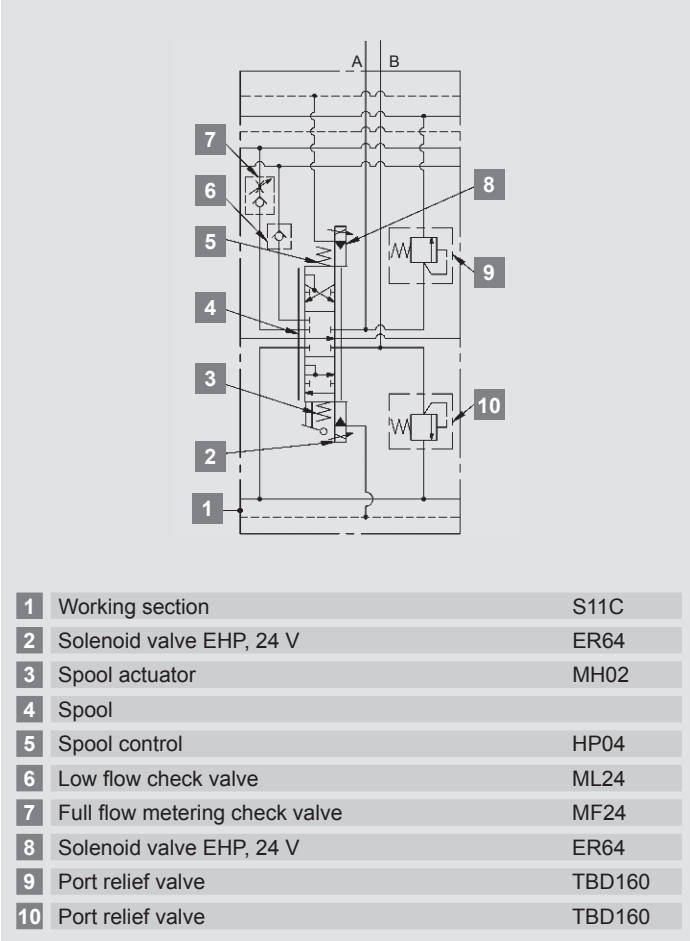 A B
7
6
8
5
9
4
3
10
2
1
1 Working section S11C
2 Solenoid valve EHP, 24 V ER64
3 Spool actuator MH02
4 Spool
5 Spool control HP04
6 Low flow check valve ML24
7 Full flow metering check valve MF24
8 Solenoid valve EHP, 24 V ER64
9 Port relief valve TBD160
10 Port relief valve TBD160